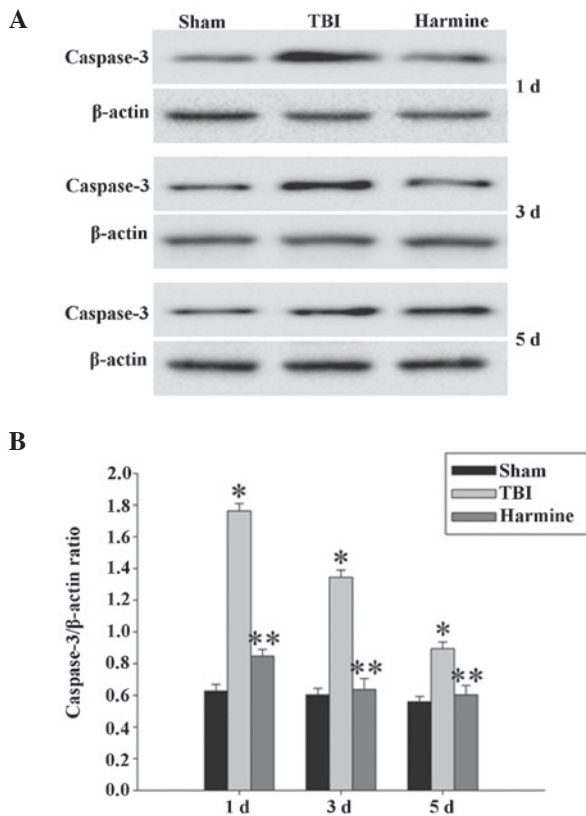 A
Sham TBI Harmine
Caspase-3
1 d
β-actin
Caspase-3
3 d
β-actin
Caspase-3
5 d
β-actin
B
Sham
TBI
Harmine
Caspase-3/β-actin ratio
2.0
1.8
1.6
1.4
1.2
1.0
0.8
0.6
0.4
0.2
0.0
*
**
*
**
*
**
1 d 3 d 5 d